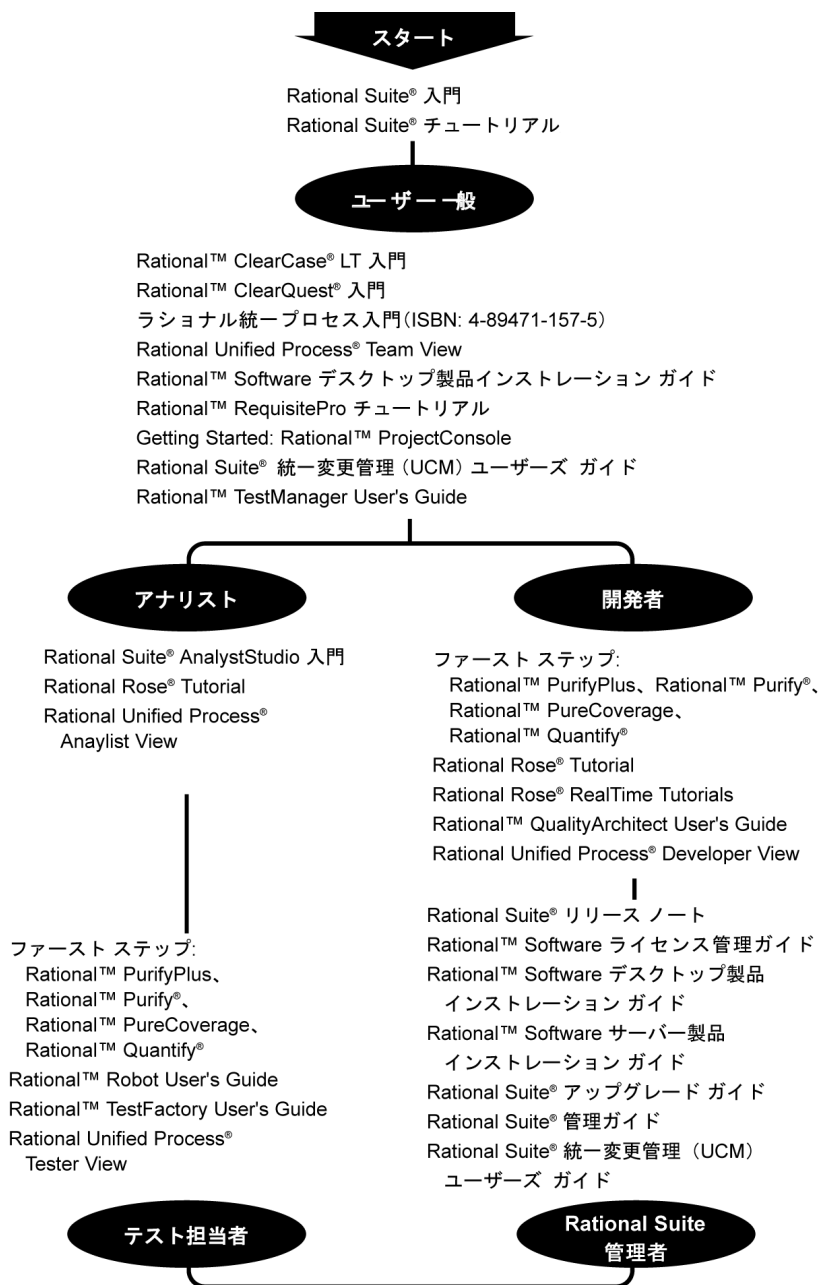 スタート
Rational Suite® 入門
Rational Suite® チュートリアル
ユーザー一般
Rational™ ClearCase® LT 入門
Rational™ ClearQuest® 入門
ラショナル統一プロセス入門(ISBN: 4-89471-157-5)
Rational Unified Process® Team View
Rational™ Software デスクトップ製品インストレーション ガイド
Rational™ RequisitePro チュートリアル
Getting Started: Rational™ ProjectConsole
Rational Suite® 統一変更管理 (UCM) ユーザーズ ガイド
Rational™ TestManager User's Guide
アナリスト
Rational Suite® AnalystStudio 入門
Rational Rose® Tutorial
Rational Unified Process®
Anaylist View
開発者
ファースト ステップ:
Rational™ PurifyPlus、Rational™ Purify®、
Rational™ PureCoverage、
Rational™ Quantify®
Rational Rose® Tutorial
Rational Rose® RealTime Tutorials
Rational™ QualityArchitect User's Guide
Rational Unified Process® Developer View
ファースト ステップ:
Rational™ PurifyPlus、
Rational™ Purify®、
Rational™ PureCoverage、
Rational™ Quantify®
Rational™ Robot User's Guide
Rational™ TestFactory User's Guide
Rational Unified Process®
Tester View
テスト担当者
Rational Suite® リリース ノート
Rational™ Software ライセンス管理ガイド
Rational™ Software デスクトップ製品
インストレーション ガイド
Rational™ Software サーバー製品
インストレーション ガイド
Rational Suite® アップグレード ガイド
Rational Suite® 管理ガイド
Rational Suite® 統一変更管理 (UCM)
ユーザーズ ガイド
Rational Suite
管理者